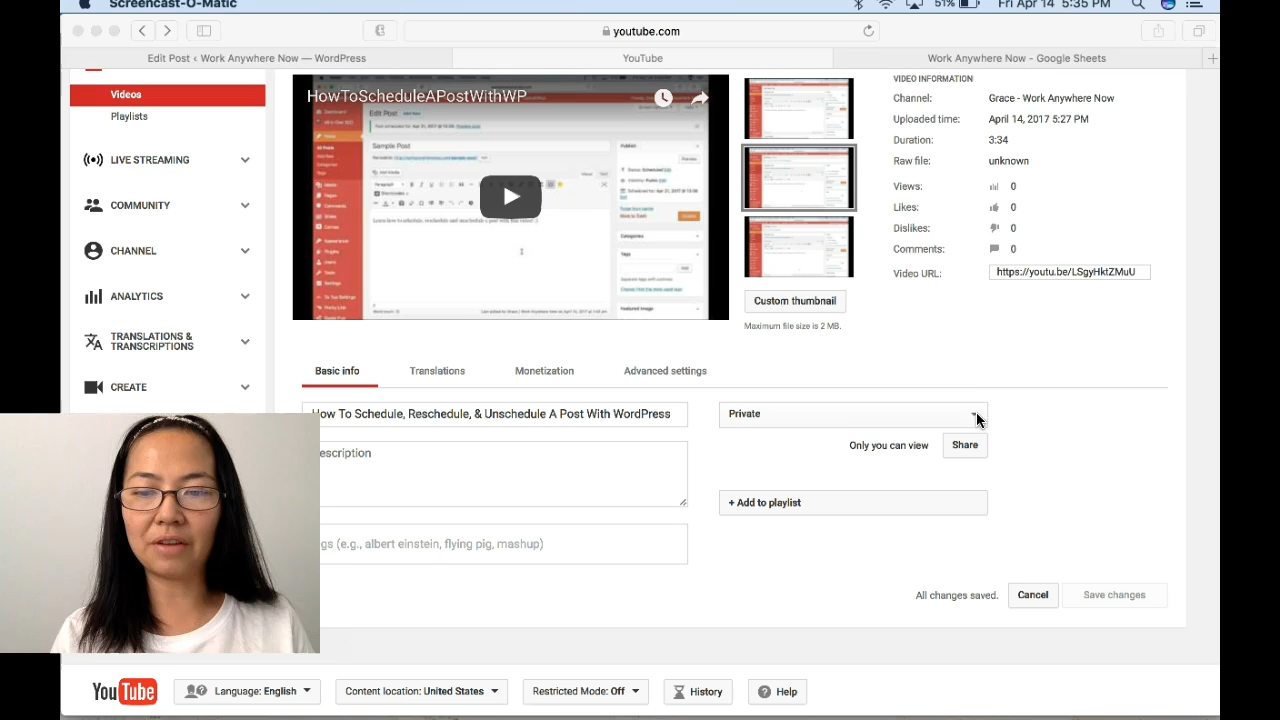 Screencast-O-Matic
51%
Fri Apr 14 5:35 PM
youtube.com
Edit Post ‹ Work Anywhere Now — WordPress
YouTube
Work Anywhere Now - Google Sheets
Videos
Playlists
LIVE STREAMING
COMMUNITY
CHANNEL
ANALYTICS
TRANSLATIONS &
TRANSCRIPTIONS
CREATE
HowToScheduleAPostWithWP
Edit Post
Sample Post
Custom thumbnail
Maximum file size is 2 MB.
VIDEO INFORMATION
Channel: Grace - Work Anywhere Now
Uploaded time: April 14, 2017 5:27 PM
Duration: 3:34
Raw file: unknown
Views: 0
Likes: 0
Dislikes: 0
Comments: 0
Video URL: https://youtu.be/LSgyHktZMuU
Basic info
Translations
Monetization
Advanced settings
How To Schedule, Reschedule, & Unschedule A Post With WordPress
Private
escription
Only you can view
Share
+ Add to playlist
gs (e.g., albert einstein, flying pig, mashup)
All changes saved.
Cancel
Save changes
YouTube
Language: English
Content location: United States
Restricted Mode: Off
History
Help